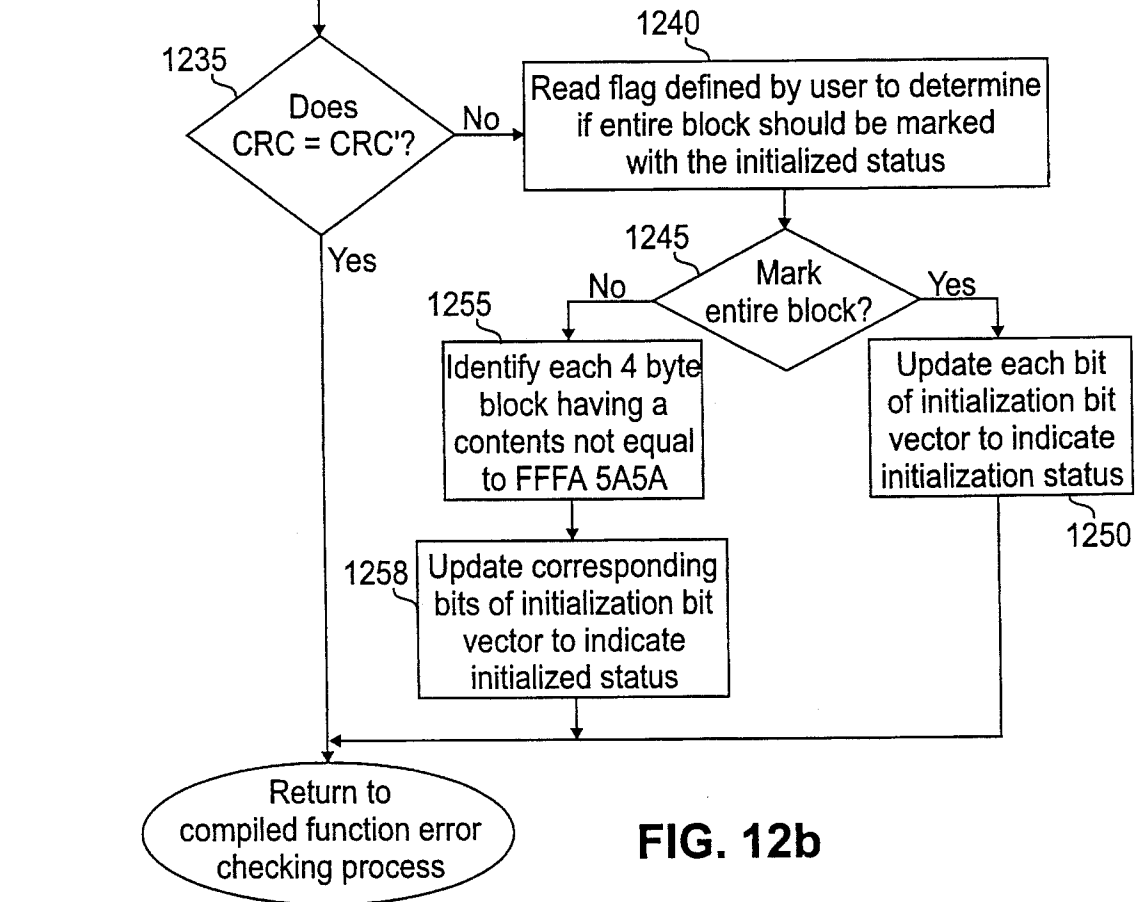 1235
Does
CRC = CRC'?
No
Yes
1240
Read flag defined by user to determine
if entire block should be marked
with the initialized status
1245
Mark
entire block?
No
Yes
1255
Identify each 4 byte
block having a
contents not equal
to FFFA 5A5A
Update each bit
of initialization bit
vector to indicate
initialization status
1250
1258
Update corresponding
bits of initialization bit
vector to indicate
initialized status
Return to
compiled function error
checking process
FIG. 12b